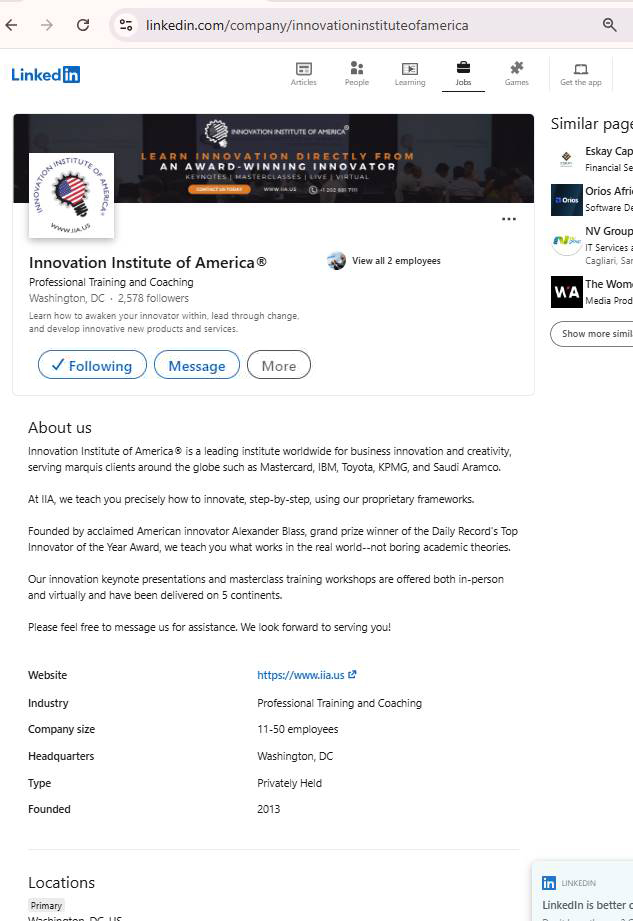 linkedin.com/company/innovationinstituteofamerica
Linked in
Articles
People
Learning
Jobs
Games
Get the app
INNOVATION INSTITUTE OF AMERICA®
LEARN INNOVATION DIRECTLY FROM
AN AWARD-WINNING INNOVATOR
KEYNOTES | MASTERCLASSES | LIVE | VIRTUAL
CONTACT US TODAY
WWW.IIA.US
INNOVATION INSTITUTE OF AMERICA®
WWW.IIA.US
Innovation Institute of America®
Professional Training and Coaching
Washington, DC · 2,578 followers
Learn how to awaken your innovator within, lead through change,
and develop innovative new products and services.
View all 2 employees
Following
Message
More
Similar page
Eskay Cap
Financial Se
Orios
Orios Afri
Software De
NV Group
IT Services a
Cagliari, Sar
W\A
The Wome
Media Prod
Show more simil
About us
Innovation Institute of America® is a leading institute worldwide for business innovation and creativity,
serving marquis clients around the globe such as Mastercard, IBM, Toyota, KPMG, and Saudi Aramco.
At IIA, we teach you precisely how to innovate, step-by-step, using our proprietary frameworks.
Founded by acclaimed American innovator Alexander Blass, grand prize winner of the Daily Record's Top
Innovator of the Year Award, we teach you what works in the real world--not boring academic theories.
Our innovation keynote presentations and masterclass training workshops are offered both in-person
and virtually and have been delivered on 5 continents.
Please feel free to message us for assistance. We look forward to serving you!
Website https://www.iia.us
Industry Professional Training and Coaching
Company size 11-50 employees
Headquarters Washington, DC
Type Privately Held
Founded 2013
Locations
Primary
Washington, DC, US
in LINKEDIN
LinkedIn is better o